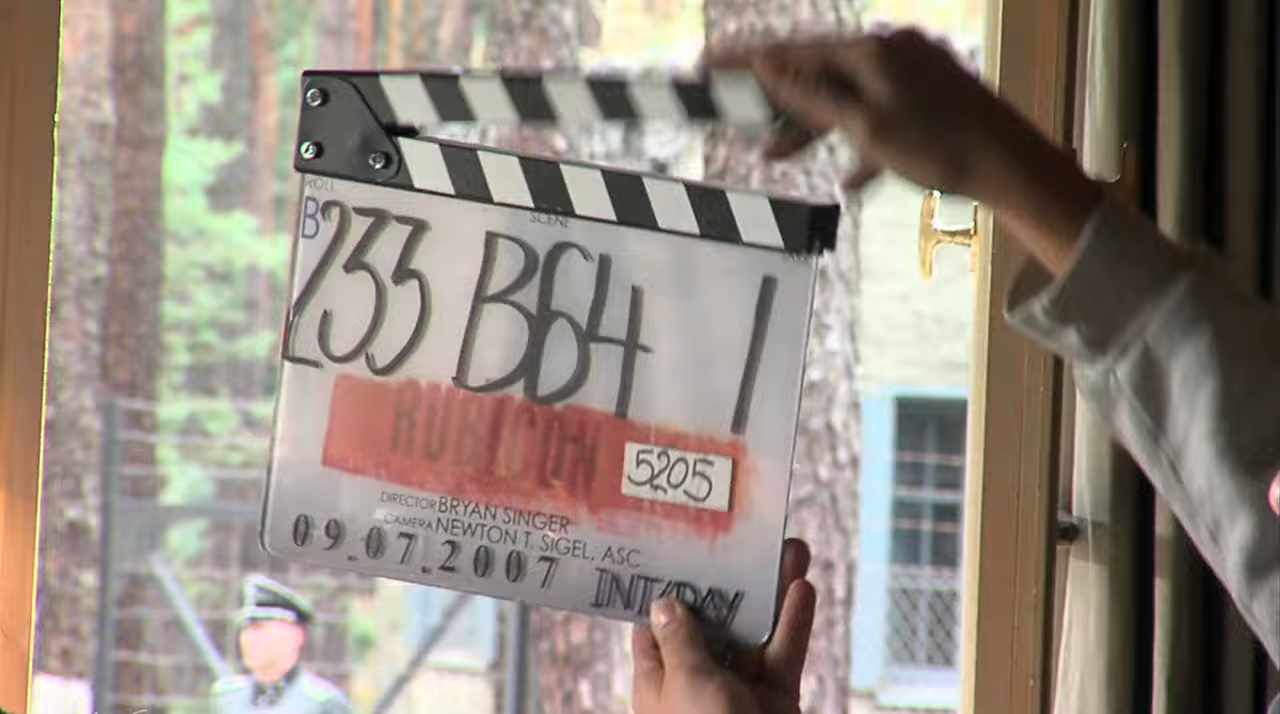 ROLL
SCENE
B 233 B64 1
RUBICON
5205
DIRECTOR BRYAN SINGER
CAMERA NEWTON T. SIGEL, ASC
09.07.2007 INT/DAY